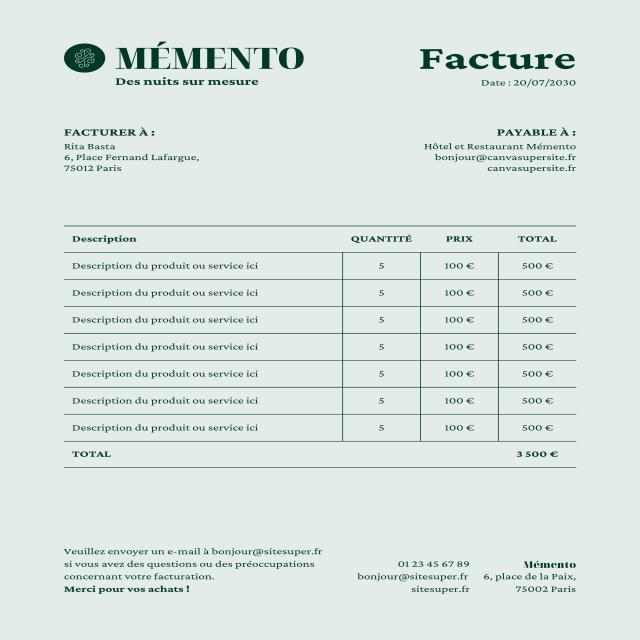 MÉMENTO
Des nuits sur mesure
Facture
Date : 20/07/2030
FACTURER À :
Rita Basta
6, Place Fernand Lafargue,
75012 Paris
PAYABLE À :
Hôtel et Restaurant Mémento
bonjour@canvasupersite.fr
canvasupersite.fr
Description QUANTITÉ PRIX TOTAL
Description du produit ou service ici 5 100 € 500 €
Description du produit ou service ici 5 100 € 500 €
Description du produit ou service ici 5 100 € 500 €
Description du produit ou service ici 5 100 € 500 €
Description du produit ou service ici 5 100 € 500 €
Description du produit ou service ici 5 100 € 500 €
Description du produit ou service ici 5 100 € 500 €
TOTAL 3 500 €
Veuillez envoyer un e-mail à bonjour@sitesuper.fr
si vous avez des questions ou des préoccupations
concernant votre facturation.
Merci pour vos achats !
01 23 45 67 89
bonjour@sitesuper.fr
sitesuper.fr
Mémento
6, place de la Paix,
75002 Paris